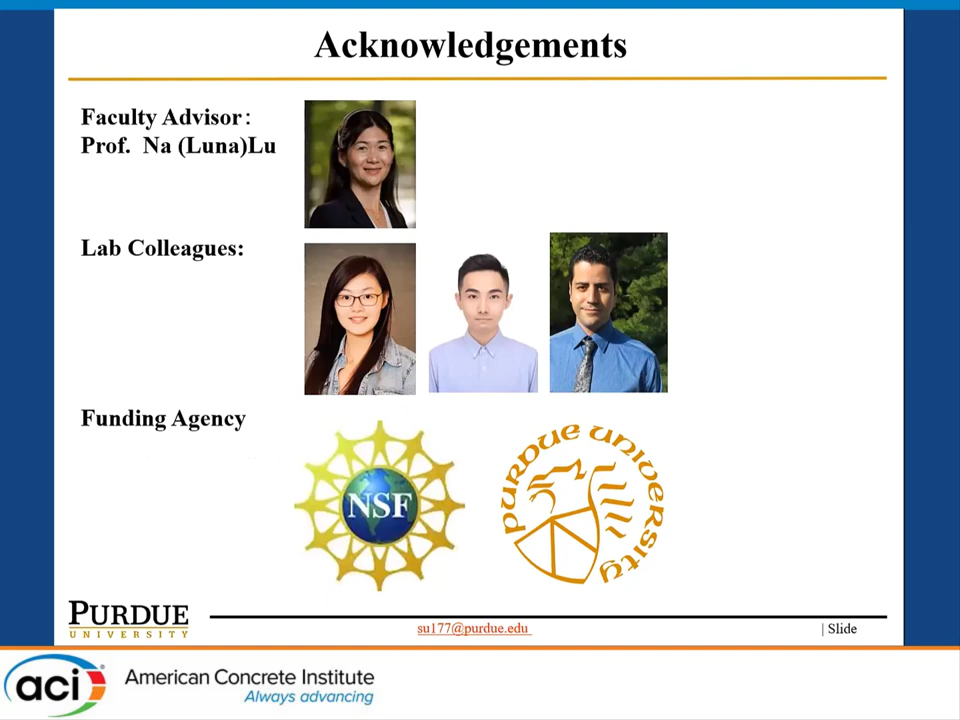 Acknowledgements
Faculty Advisor:
Prof. Na (Luna)Lu
Lab Colleagues:
Funding Agency
NSF
PURDUE UNIVERSITY
PURDUE
UNIVERSITY
su177@purdue.edu
| Slide
aci
American Concrete Institute
Always advancing